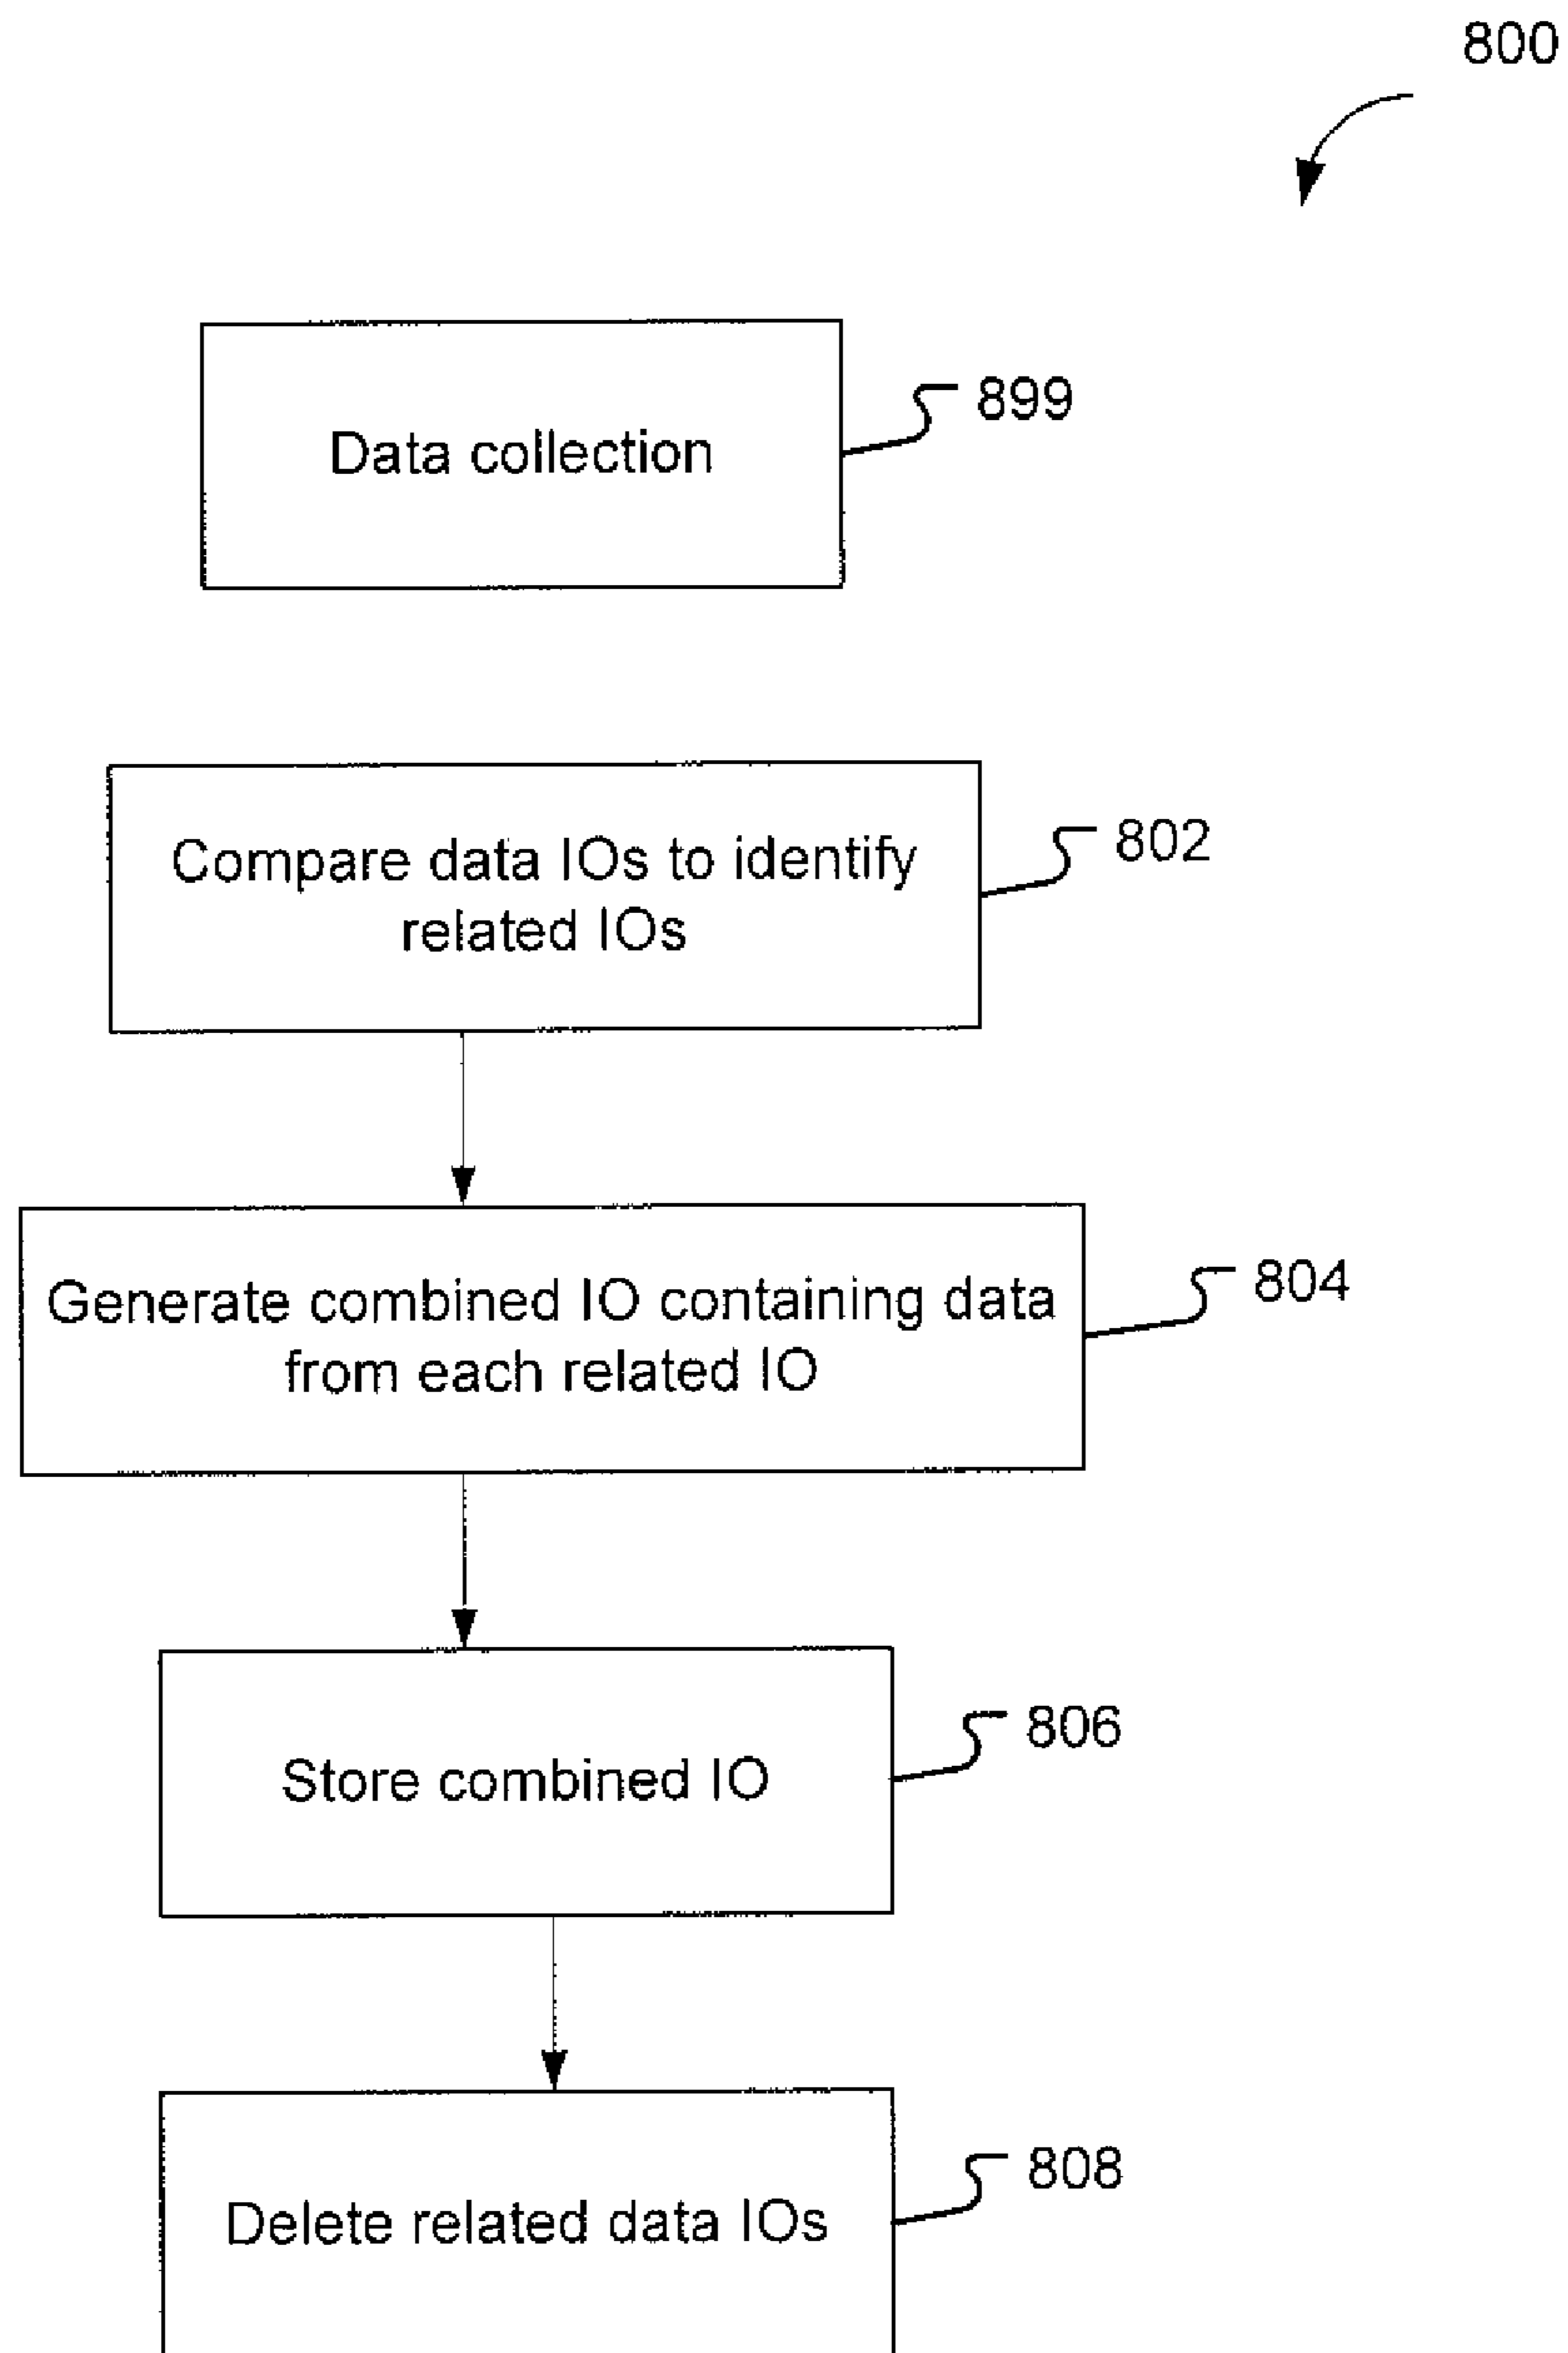 800
Data collection
899
Compare data IOs to identify
related IOs
802
Generate combined IO containing data
from each related IO
804
Store combined IO
806
Delete related data IOs
808